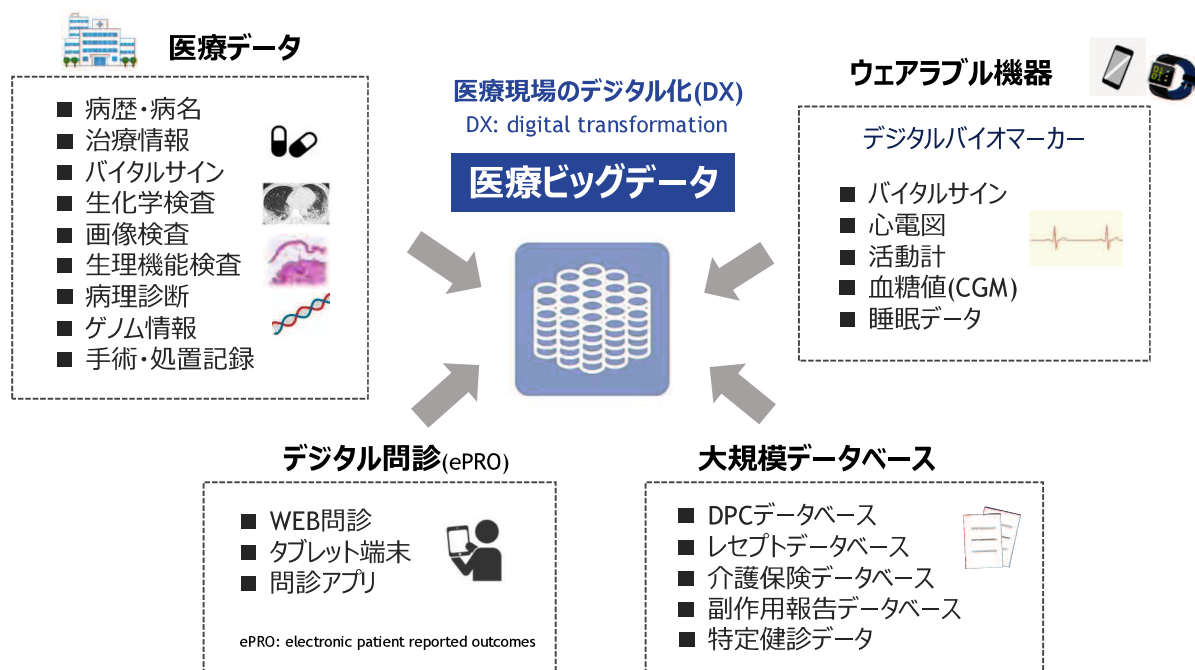 医療データ
■ 病歴・病名
■ 治療情報
■ バイタルサイン
■ 生化学検査
■ 画像検査
■ 生理機能検査
■ 病理診断
■ ゲノム情報
■ 手術・処置記録
医療現場のデジタル化(DX)
DX: digital transformation
医療ビッグデータ
ウェアラブル機器
デジタルバイオマーカー
■ バイタルサイン
■ 心電図
■ 活動計
■ 血糖値(CGM)
■ 睡眠データ
デジタル問診(ePRO)
■ WEB問診
■ タブレット端末
■ 問診アプリ
ePRO: electronic patient reported outcomes
大規模データベース
■ DPCデータベース
■ レセプトデータベース
■ 介護保険データベース
■ 副作用報告データベース
■ 特定健診データ